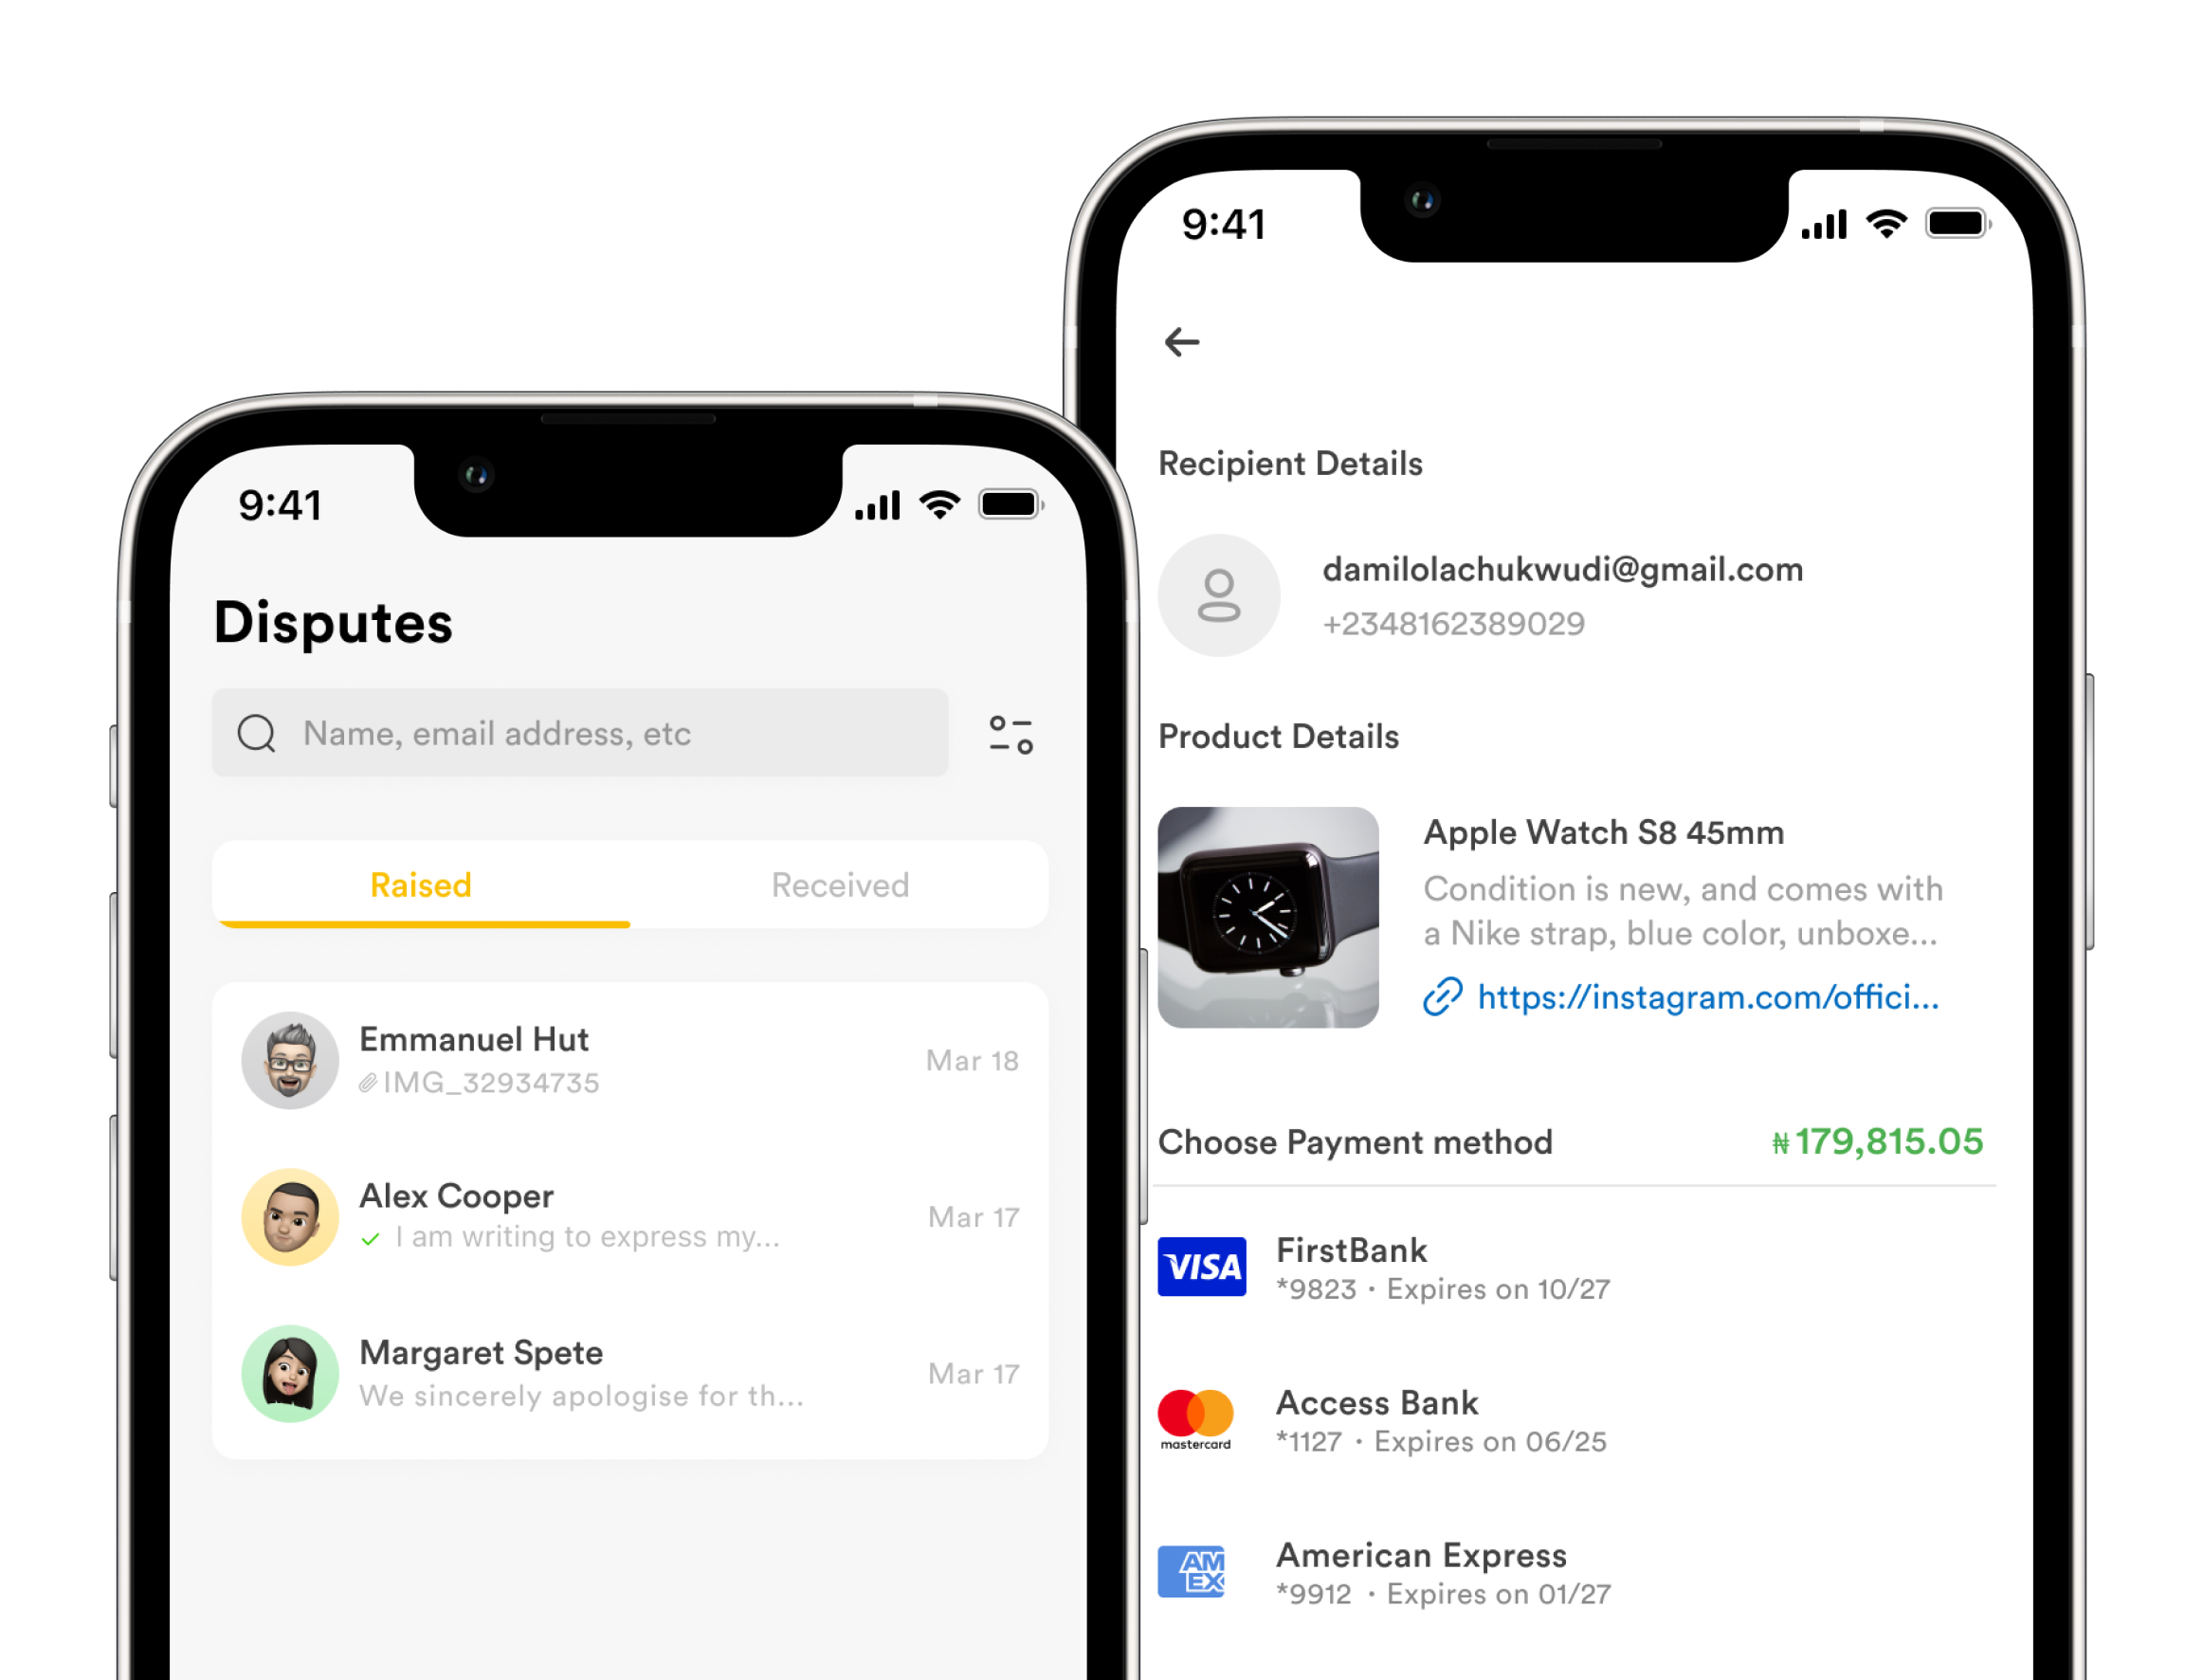 9:41
Disputes
Name, email address, etc
Raised
Received
Emmanuel Hut
IMG_32934735
Mar 18
Alex Cooper
I am writing to express my...
Mar 17
Margaret Spete
We sincerely apologise for th...
Mar 17
9:41
Recipient Details
damilolachukwudi@gmail.com
+2348162389029
Product Details
Apple Watch S8 45mm
Condition is new, and comes with
a Nike strap, blue color, unboxe...
https://instagram.com/offici...
Choose Payment method
₦179,815.05
VISA
FirstBank
*9823 • Expires on 10/27
mastercard
Access Bank
*1127 • Expires on 06/25
AM
EX
American Express
*9912 • Expires on 01/27